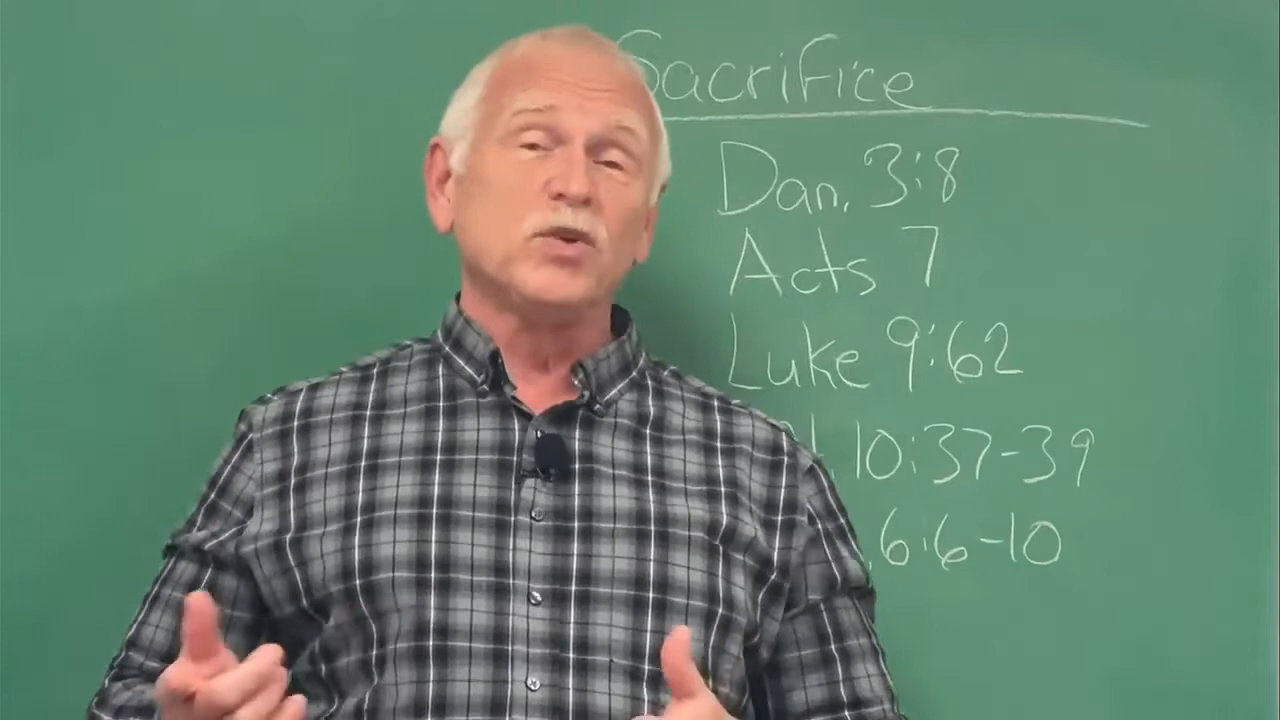 Sacrifice
Dan. 3:8
Acts 7
Luke 9:62
10:37-39
6:6-10